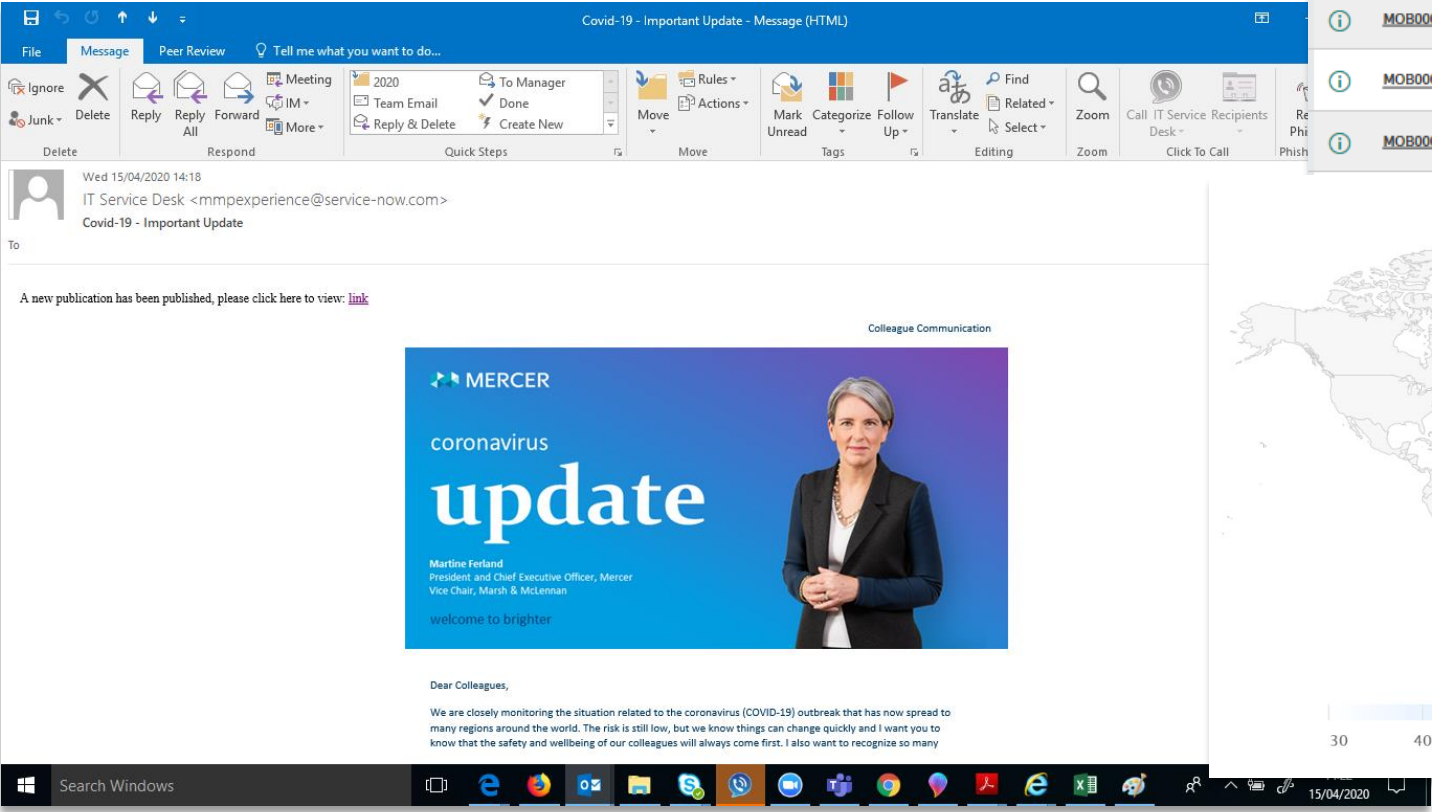 Covid-19 - Important Update - Message (HTML)
File Message Peer Review Tell me what you want to do...
Ignore
Junk
Delete
Reply
Reply All
Forward
Meeting
IM
More
2020
Team Email
Reply & Delete
To Manager
Done
Create New
Move
Rules
Actions
Mark Unread
Categorize
Follow Up
Translate
Find
Related
Select
Zoom
Call IT Service Desk
Recipients
Delete Respond Quick Steps Move Tags Editing Zoom Click To Call
Wed 15/04/2020 14:18
IT Service Desk <mmpexperience@service-now.com>
Covid-19 - Important Update
To
A new publication has been published, please click here to view: link
Colleague Communication
MERCER
coronavirus
update
Martine Ferland
President and Chief Executive Officer, Mercer
Vice Chair, Marsh & McLennan
welcome to brighter
Dear Colleagues,
We are closely monitoring the situation related to the coronavirus (COVID-19) outbreak that has now spread to
many regions around the world. The risk is still low, but we know things can change quickly and I want you to
know that the safety and wellbeing of our colleagues will always come first. I also want to recognize so many
30 40
Search Windows
15/04/2020